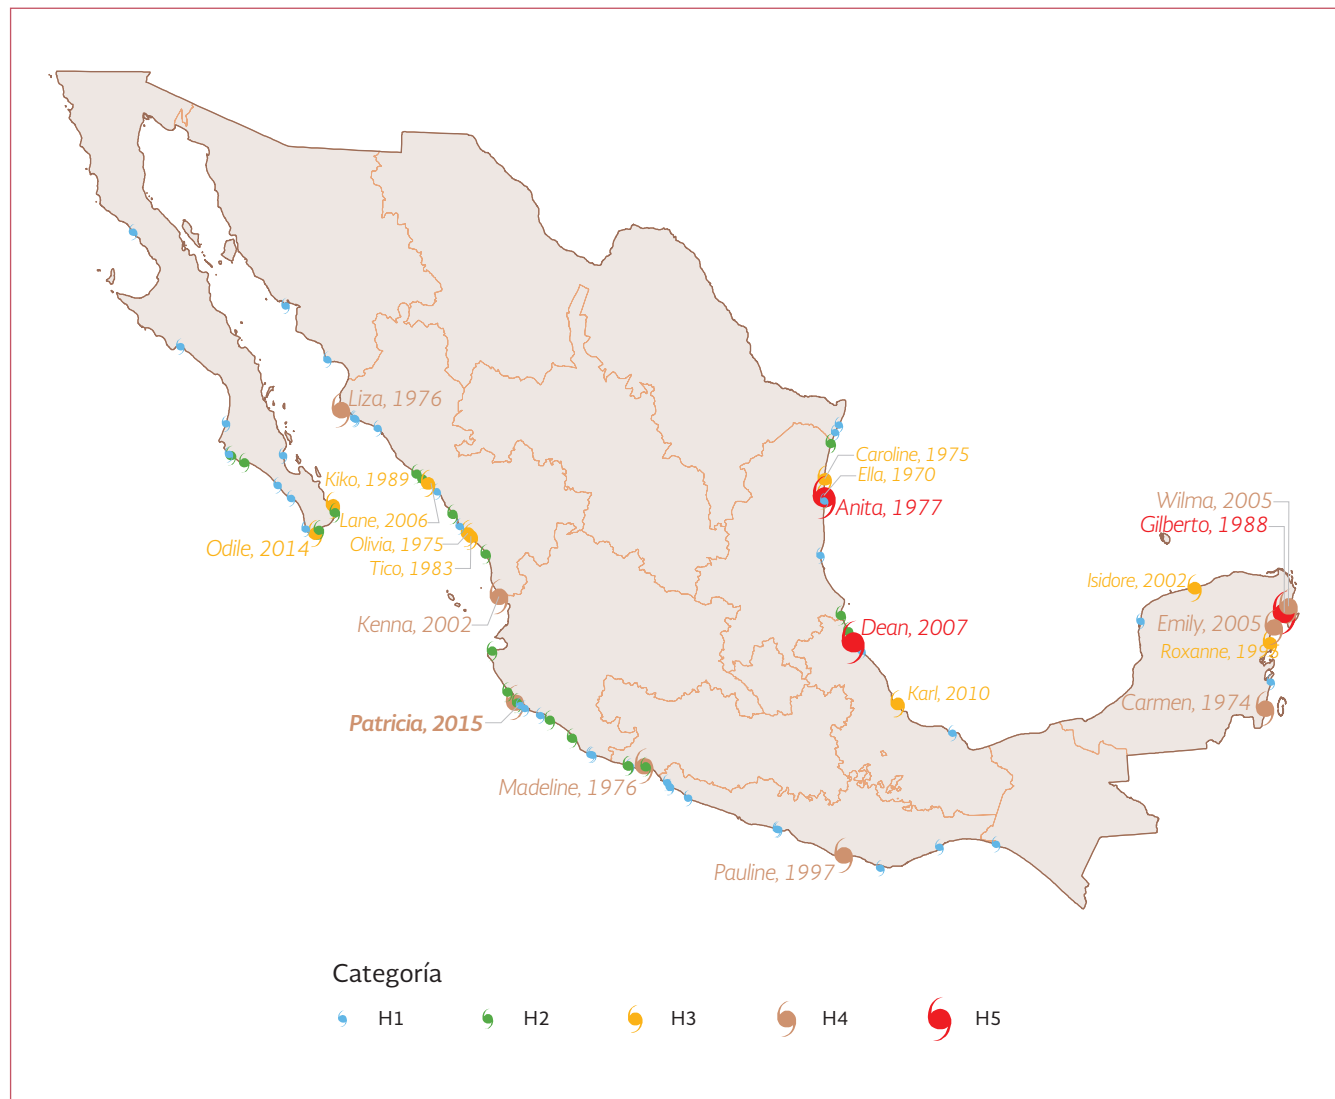 Liza, 1976
Caroline, 1975
Kiko, 1989
Ella, 1970
Wilma, 2005
Anita, 1977
Lane, 2006
Gilberto, 1988
Olivia, 1975
Odile, 2014
Tico, 1983
Isidore, 2002
Kenna, 2002
Dean, 2007
Emily, 2005
Roxanne, 199
Karl, 2010
Carmen, 1974
Patricia, 2015
Madeline, 1976
Pauline, 1997
Categoría
H1 H2 H3 H4 H5